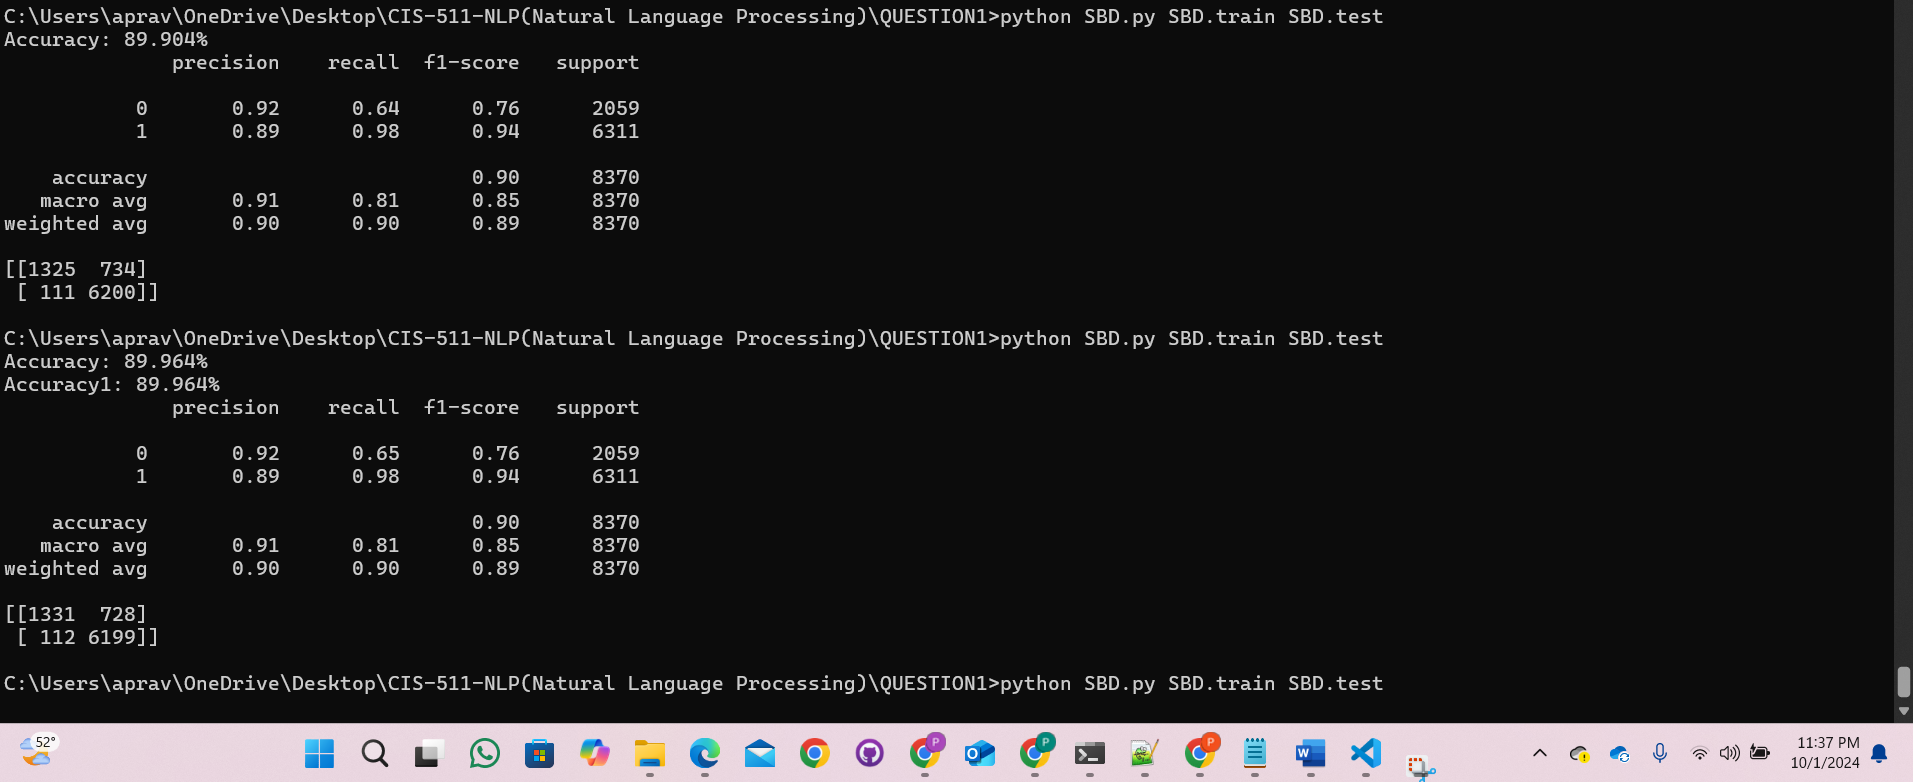 C:\Users\aprav\OneDrive\Desktop\CIS-511-NLP(Natural Language Processing)\QUESTION1>python SBD.py SBD.train SBD.test
Accuracy: 89.904%
precision recall f1-score support
0 0.92 0.64 0.76 2059
1 0.89 0.98 0.94 6311
accuracy 0.90 8370
macro avg 0.91 0.81 0.85 8370
weighted avg 0.90 0.90 0.89 8370
[[1325 734]
[ 111 6200]]
C:\Users\aprav\OneDrive\Desktop\CIS-511-NLP(Natural Language Processing)\QUESTION1>python SBD.py SBD.train SBD.test
Accuracy: 89.964%
Accuracy1: 89.964%
precision recall f1-score support
0 0.92 0.65 0.76 2059
1 0.89 0.98 0.94 6311
accuracy 0.90 8370
macro avg 0.91 0.81 0.85 8370
weighted avg 0.90 0.90 0.89 8370
[[1331 728]
[ 112 6199]]
C:\Users\aprav\OneDrive\Desktop\CIS-511-NLP(Natural Language Processing)\QUESTION1>python SBD.py SBD.train SBD.test
52°
P
P
P
11:37 PM
10/1/2024